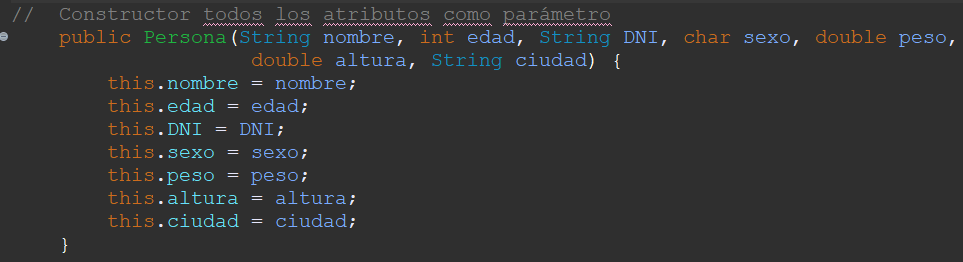 //  Constructor todos los atributos como parámetro
public Persona(String nombre, int edad, String DNI, char sexo, double peso,
double altura, String ciudad) {
this.nombre = nombre;
this.edad = edad;
this.DNI = DNI;
this.sexo = sexo;
this.peso = peso;
this.altura = altura;
this.ciudad = ciudad;
}